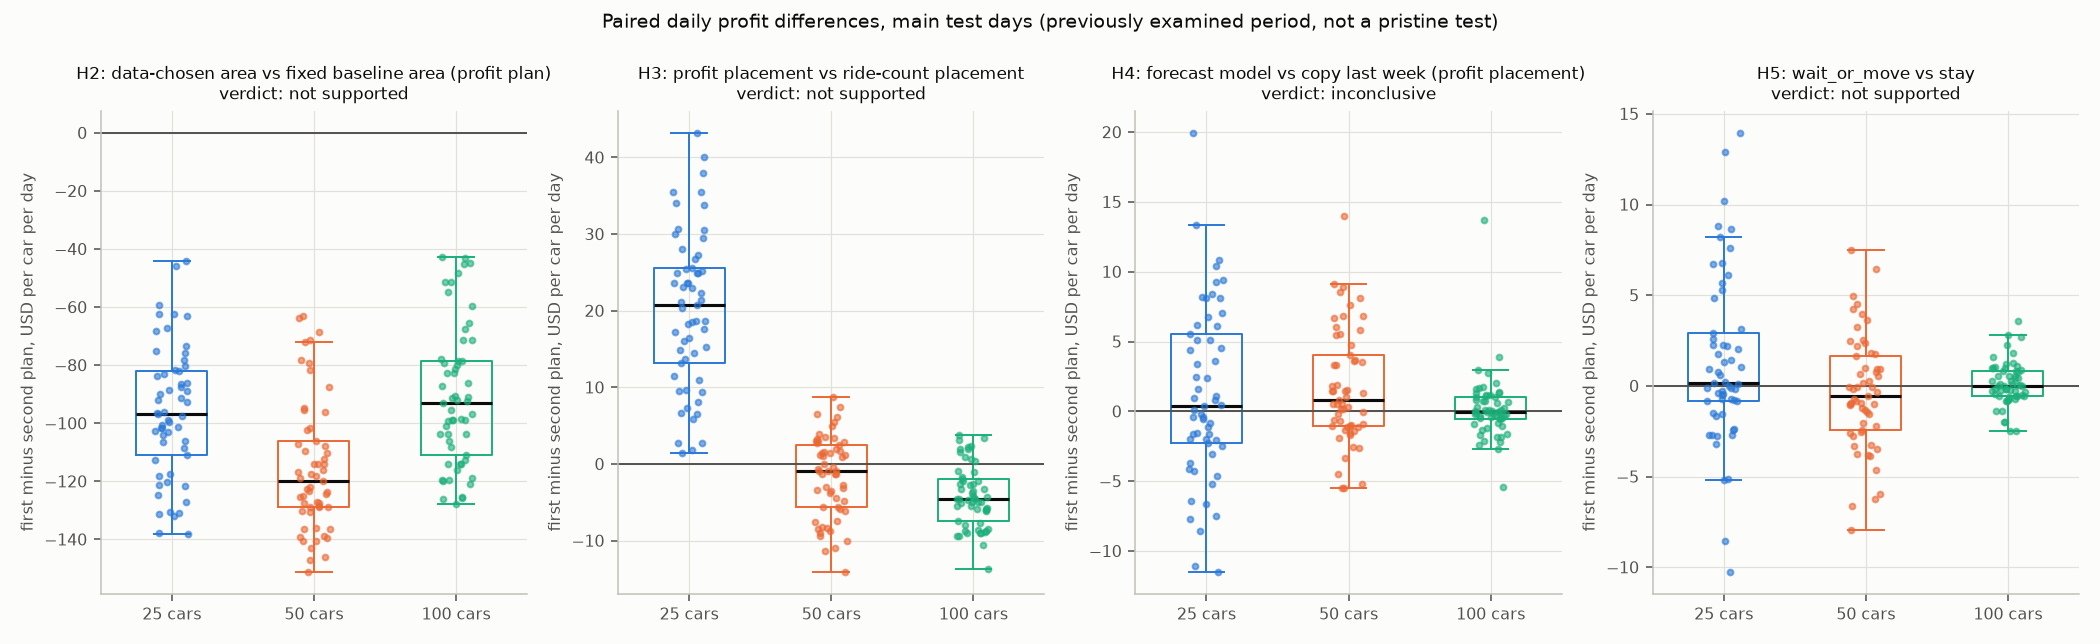 Paired daily profit differences, main test days (previously examined period, not a pristine test)
H2: data-chosen area vs fixed baseline area (profit plan)
verdict: not supported
first minus second plan, USD per car per day
0
−20
−40
−60
−80
−100
−120
−140
25 cars
50 cars
100 cars
H3: profit placement vs ride-count placement
verdict: not supported
first minus second plan, USD per car per day
40
30
20
10
0
−10
25 cars
50 cars
100 cars
H4: forecast model vs copy last week (profit placement)
verdict: inconclusive
first minus second plan, USD per car per day
20
15
10
5
0
−5
−10
25 cars
50 cars
100 cars
H5: wait_or_move vs stay
verdict: not supported
first minus second plan, USD per car per day
15
10
5
0
−5
−10
25 cars
50 cars
100 cars